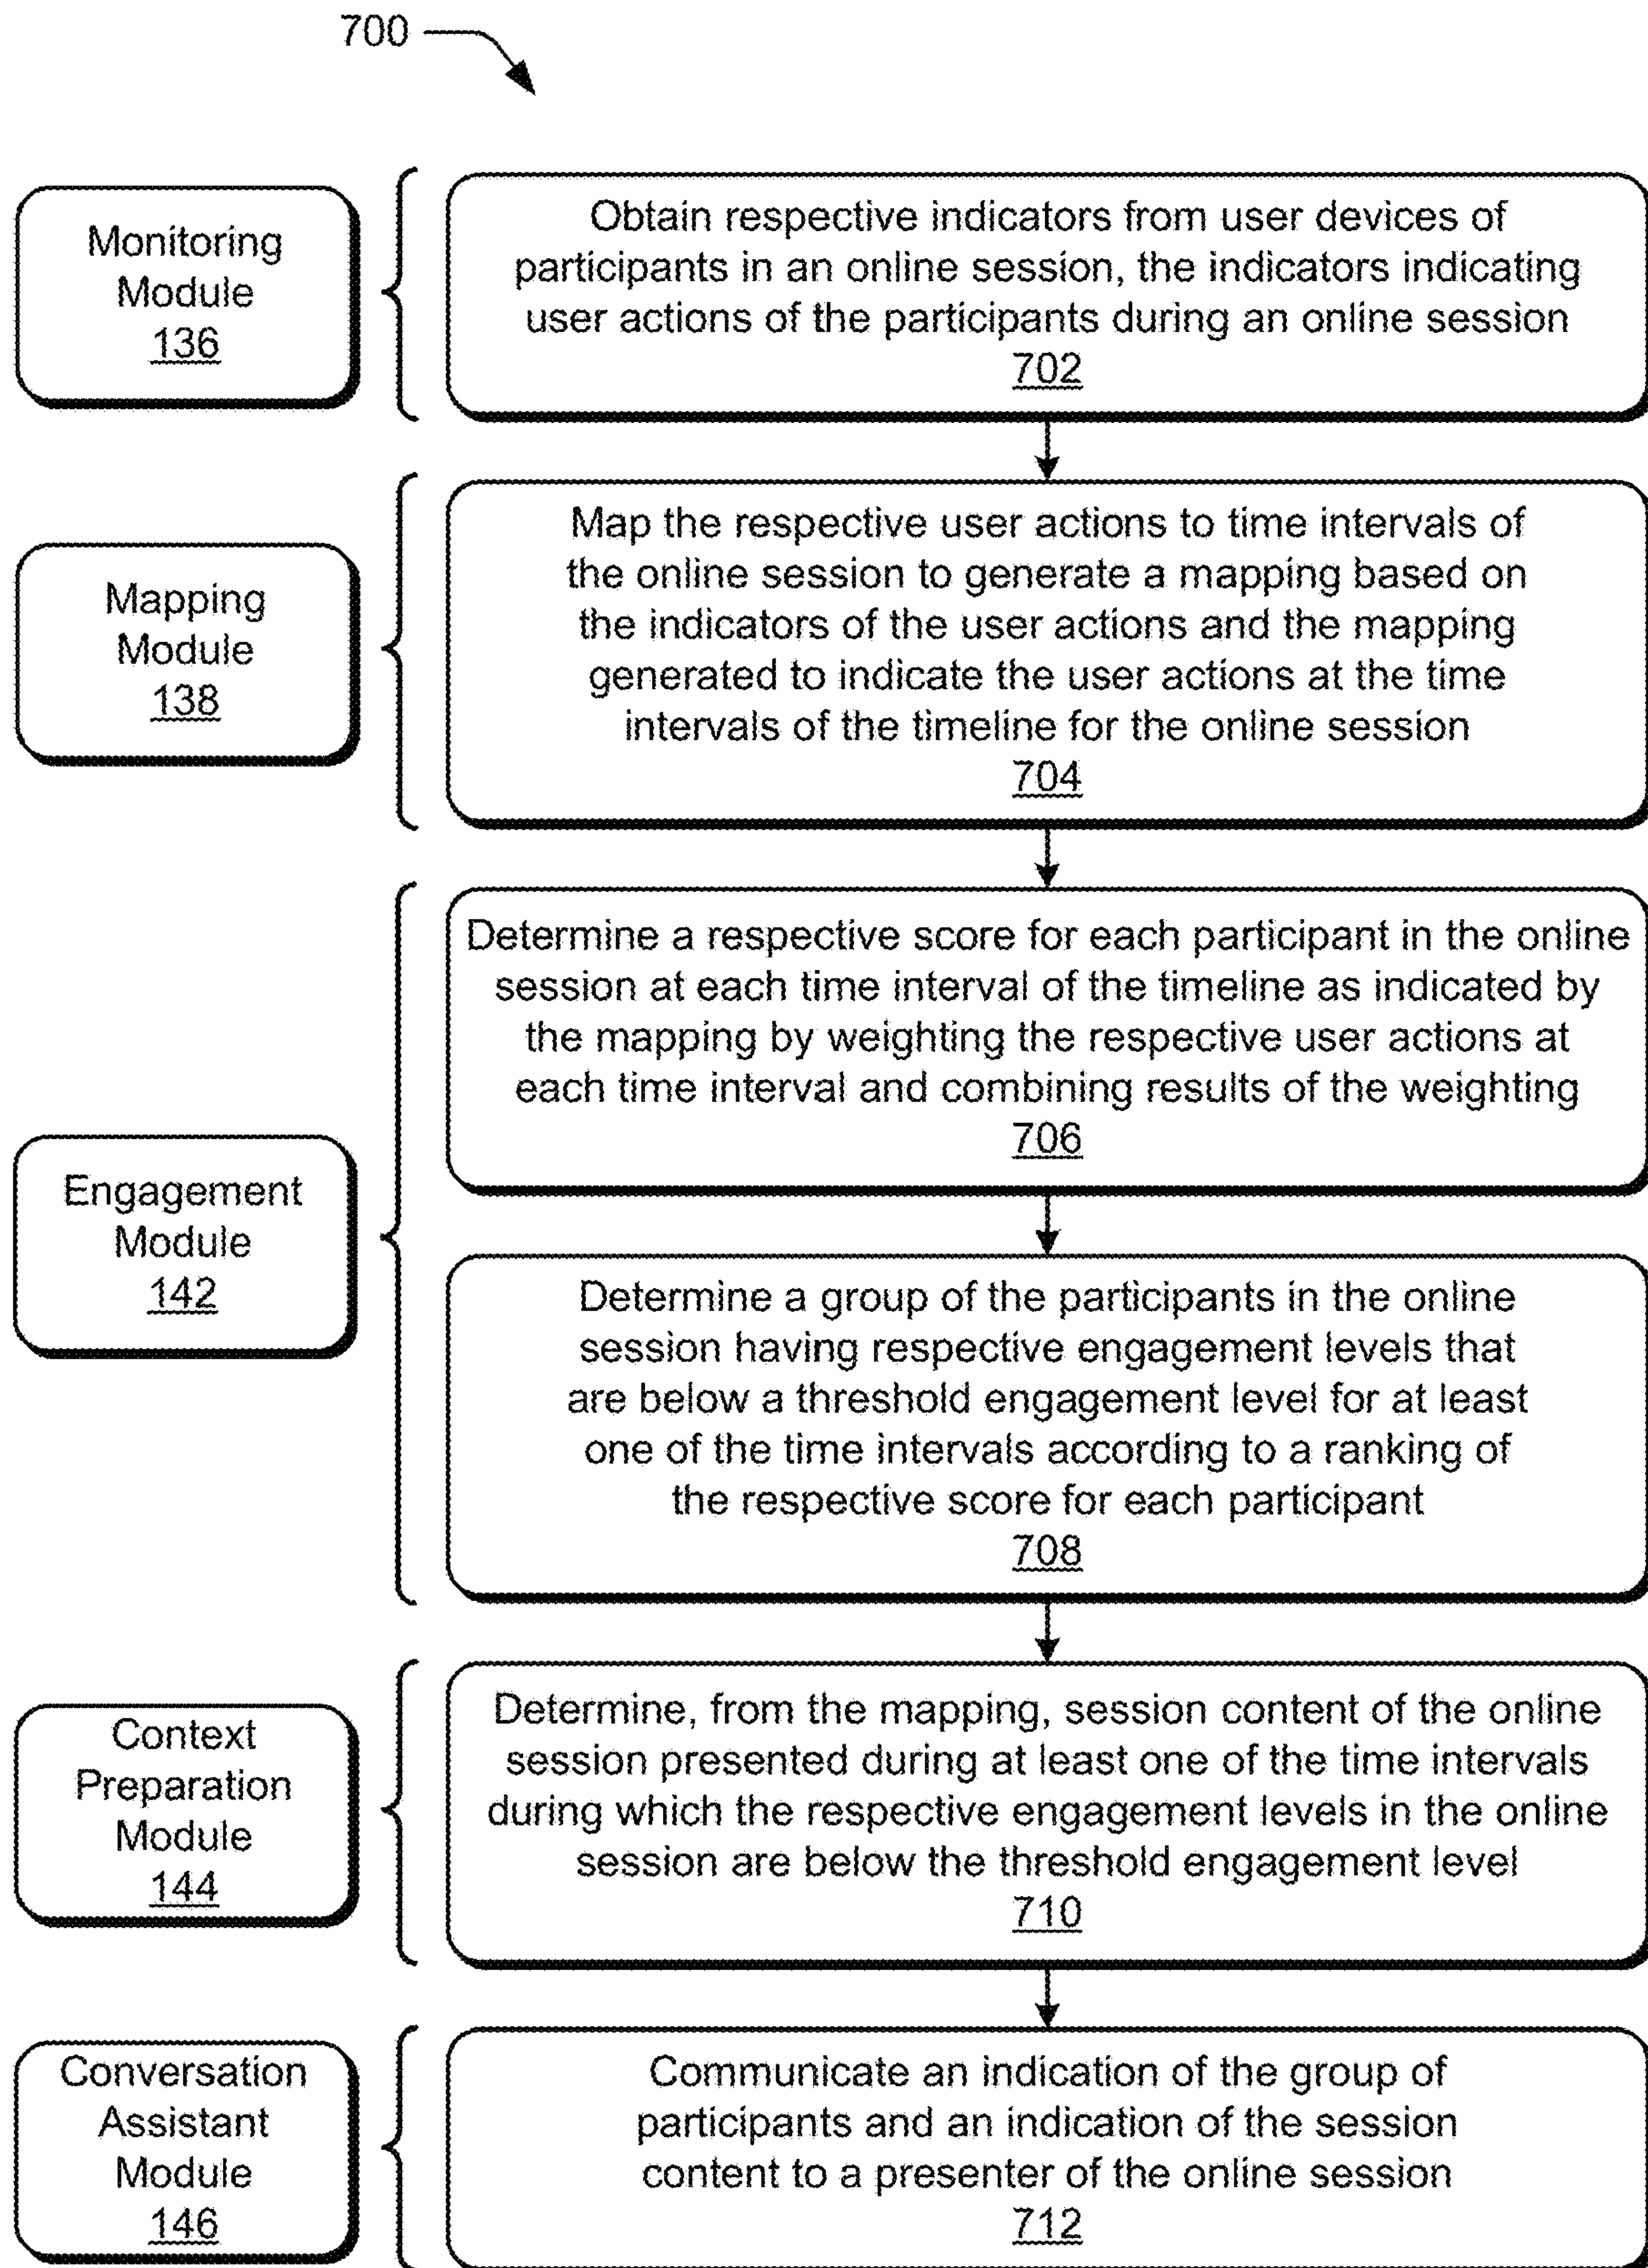 700
Monitoring
Module
136
Obtain respective indicators from user devices of
participants in an online session, the indicators indicating
user actions of the participants during an online session
702
Mapping
Module
138
Map the respective user actions to time intervals of
the online session to generate a mapping based on
the indicators of the user actions and the mapping
generated to indicate the user actions at the time
intervals of the timeline for the online session
704
Engagement
Module
142
Determine a respective score for each participant in the online
session at each time interval of the timeline as indicated by
the mapping by weighting the respective user actions at
each time interval and combining results of the weighting
706
Determine a group of the participants in the online
session having respective engagement levels that
are below a threshold engagement level for at least
one of the time intervals according to a ranking of
the respective score for each participant
708
Context
Preparation
Module
144
Determine, from the mapping, session content of the online
session presented during at least one of the time intervals
during which the respective engagement levels in the online
session are below the threshold engagement level
710
Conversation
Assistant
Module
146
Communicate an indication of the group of
participants and an indication of the session
content to a presenter of the online session
712